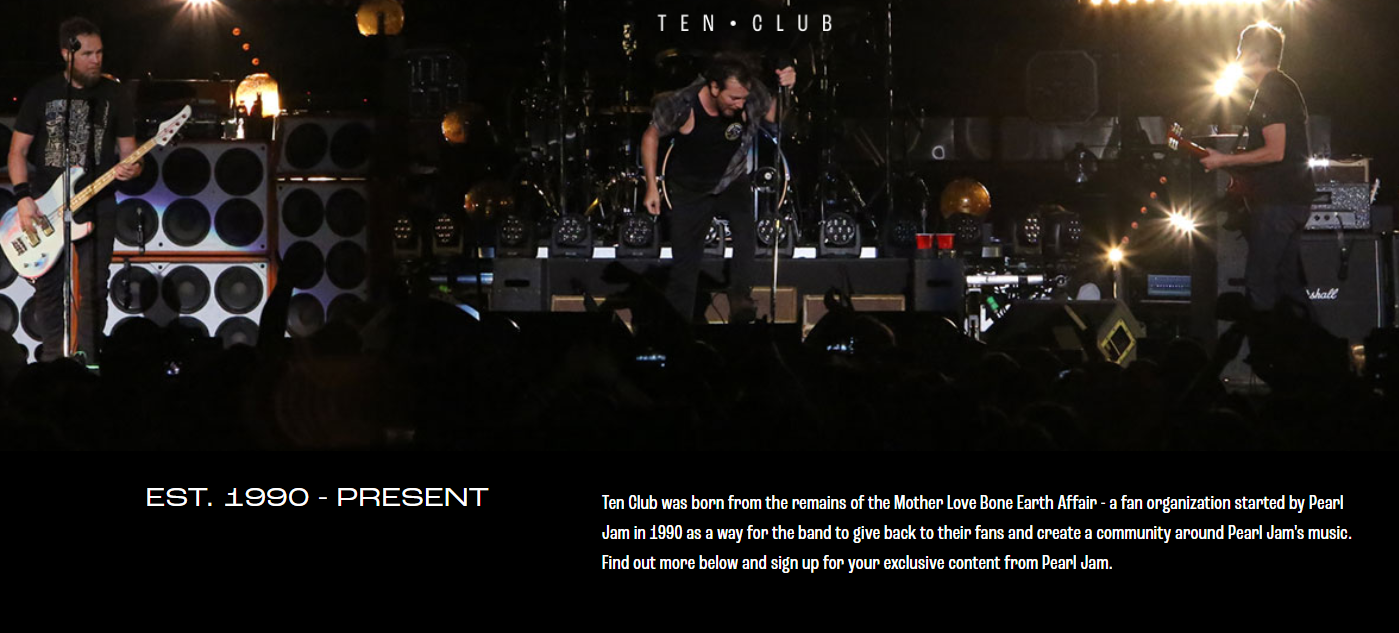 TEN•CLUB
shall
EST. 1990 - PRESENT
Ten Club was born from the remains of the Mother Love Bone Earth Affair - a fan organization started by Pearl
Jam in 1990 as a way for the band to give back to their fans and create a community around Pearl Jam's music.
Find out more below and sign up for your exclusive content from Pearl Jam.